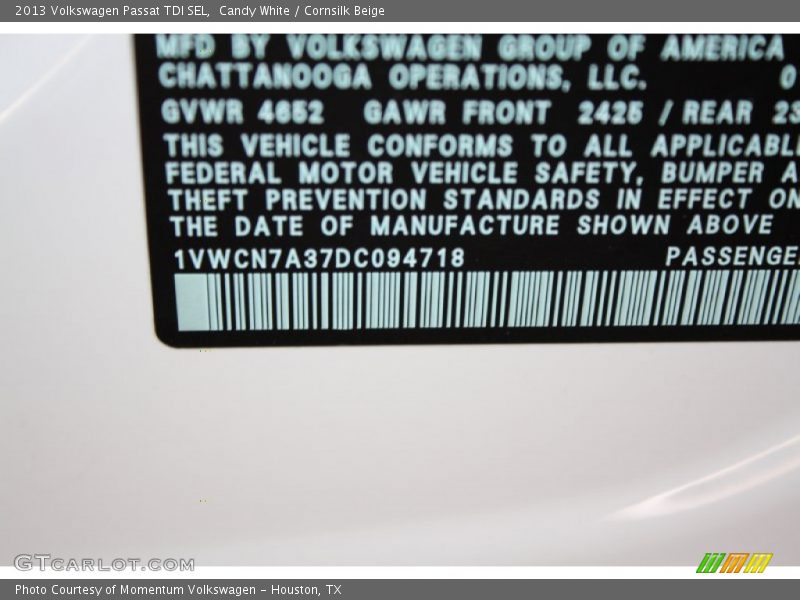 2013 Volkswagen Passat TDI SEL,  Candy White / Cornsilk Beige
MFD BY VOLKSWAGEN GROUP OF AMERICA
CHATTANOOGA OPERATIONS, LLC. 0
GVWR 4652 GAWR FRONT 2425 / REAR 23
THIS VEHICLE CONFORMS TO ALL APPLICABL
FEDERAL MOTOR VEHICLE SAFETY, BUMPER A
THEFT PREVENTION STANDARDS IN EFFECT ON
THE DATE OF MANUFACTURE SHOWN ABOVE
1VWCN7A37DC094718 PASSENGE
GTCARLOT.COM
Photo Courtesy of Momentum Volkswagen – Houston, TX